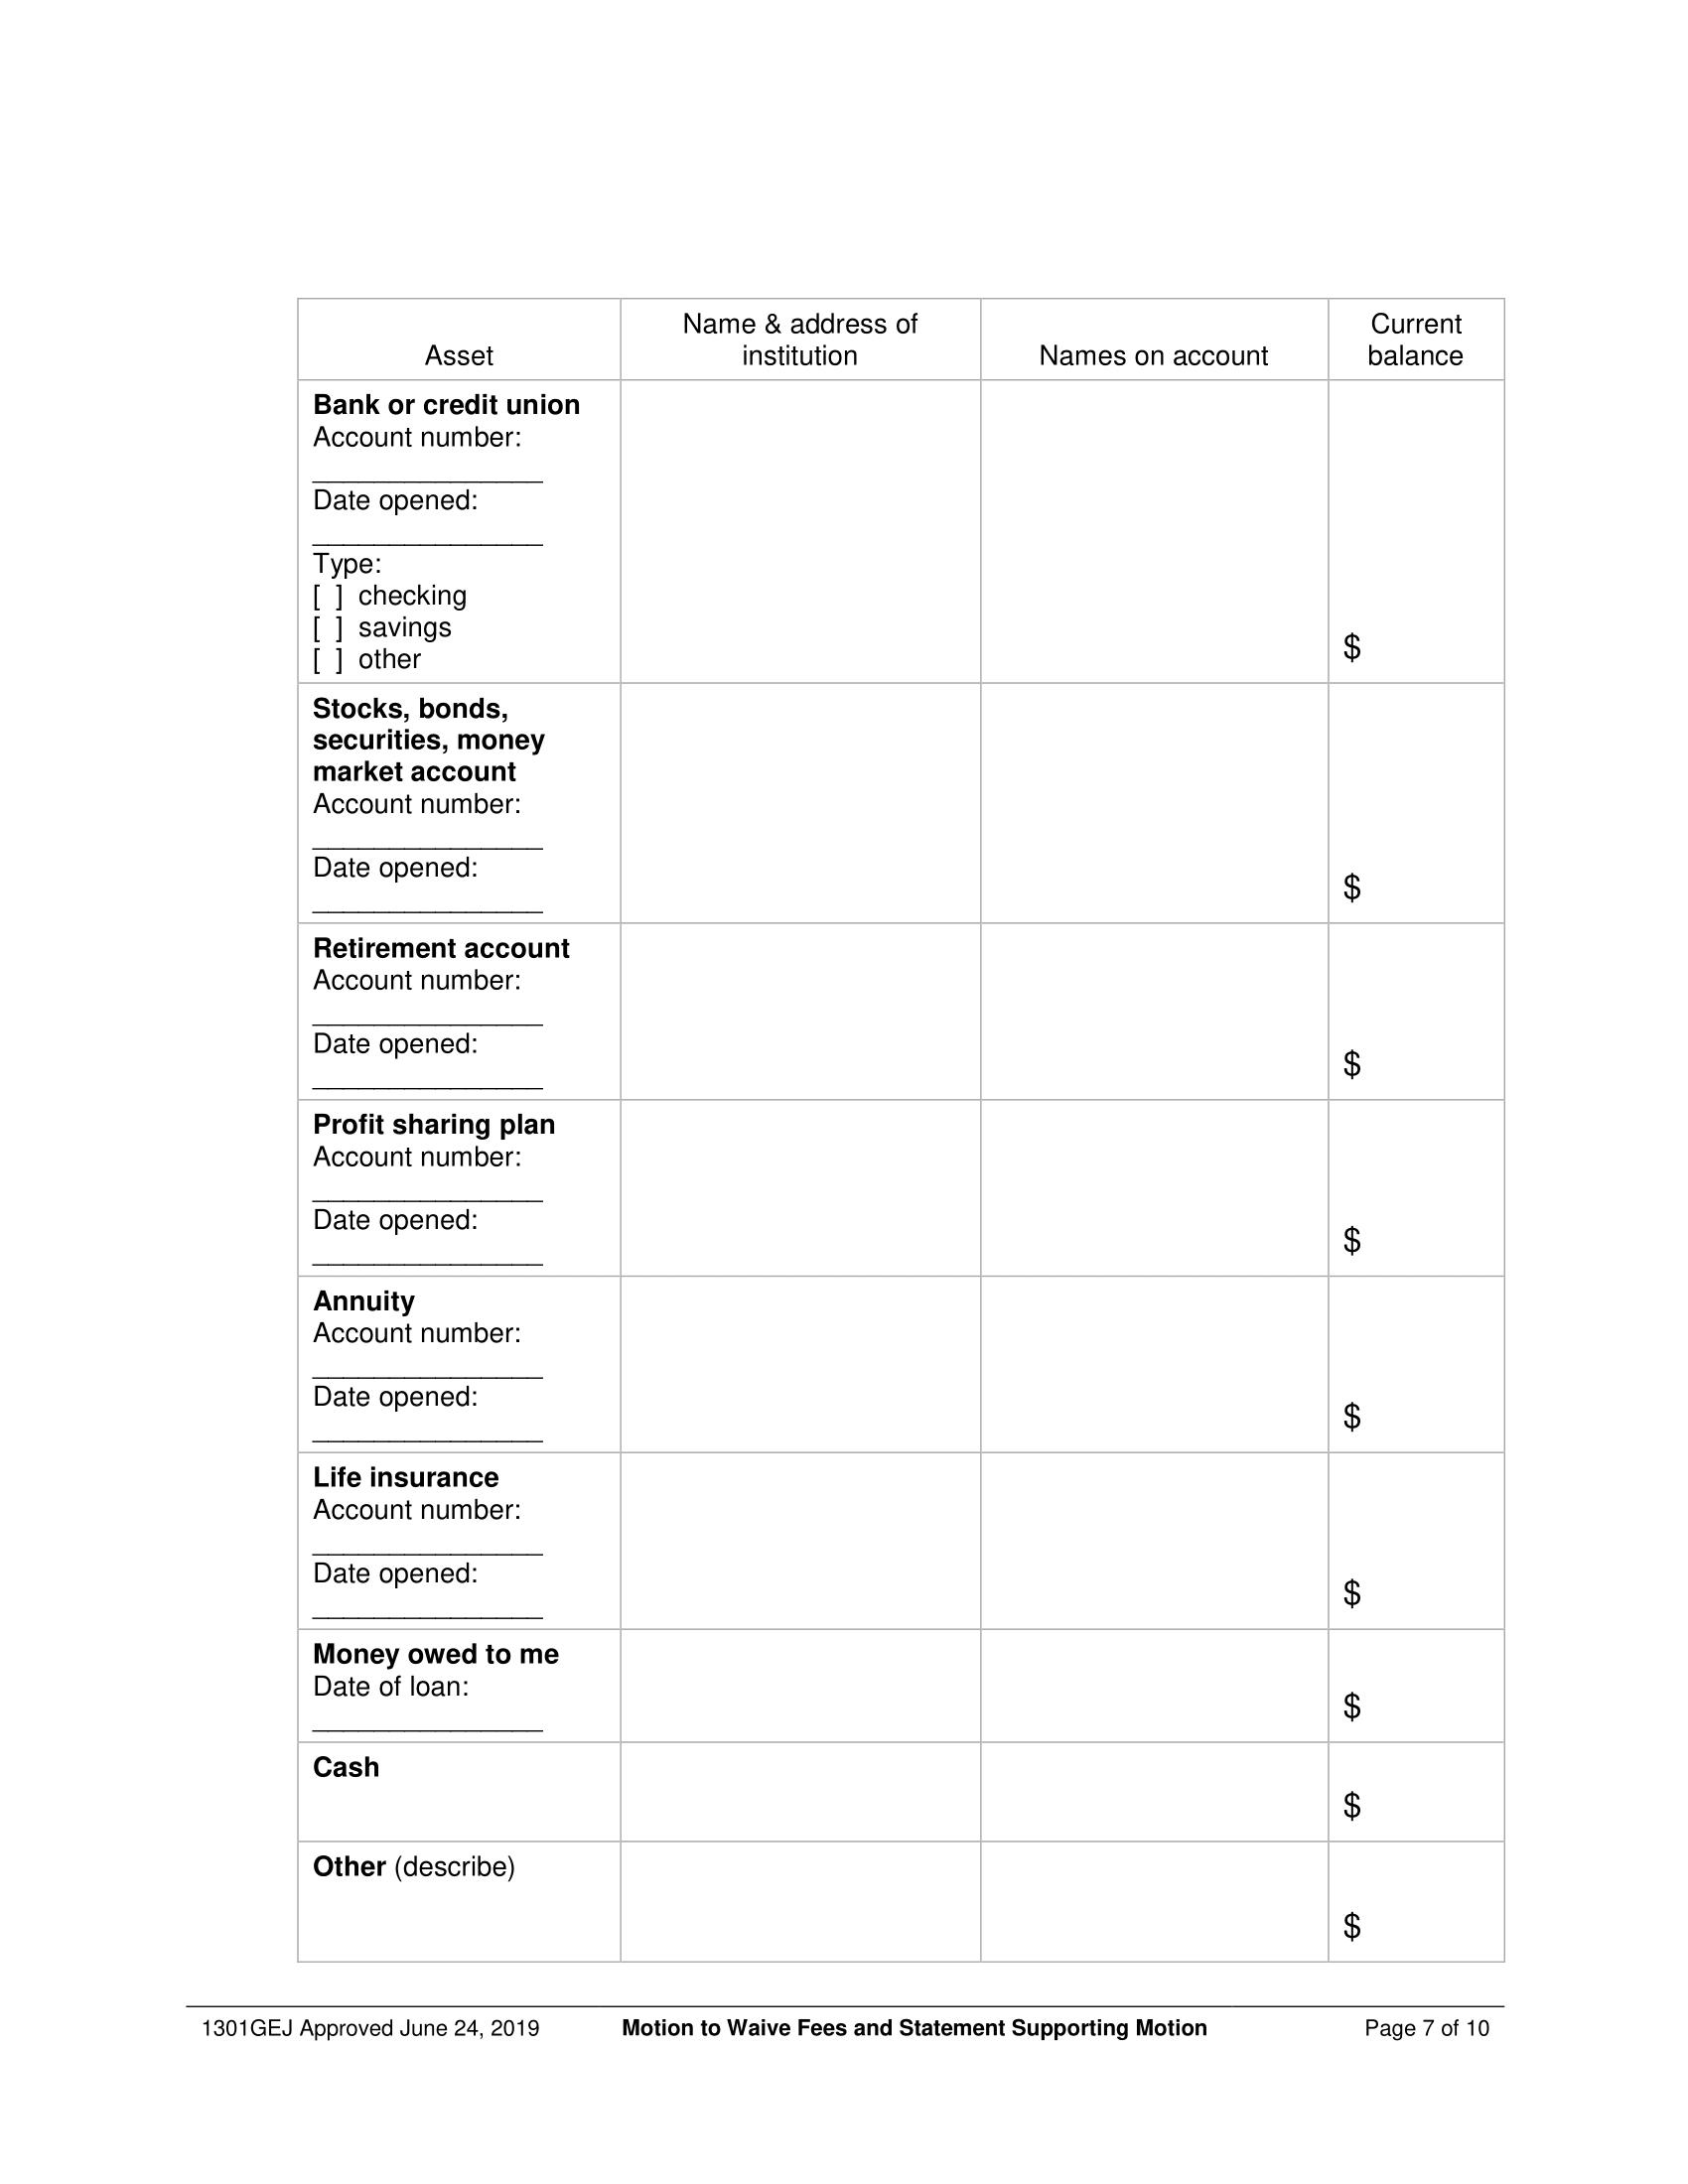 Asset
Name & address of
institution
Names on account
Current
balance
Bank or credit union
Account number:
_______________
Date opened:
_______________
Type:
[ ] checking
[ ] savings
[ ] other
$
Stocks, bonds,
securities, money
market account
Account number:
_______________
Date opened:
_______________
$
Retirement account
Account number:
_______________
Date opened:
_______________
$
Profit sharing plan
Account number:
_______________
Date opened:
_______________
$
Annuity
Account number:
_______________
Date opened:
_______________
$
Life insurance
Account number:
_______________
Date opened:
_______________
$
Money owed to me
Date of loan:
_______________
$
Cash
$
Other (describe)
$
1301GEJ Approved June 24, 2019 Motion to Waive Fees and Statement Supporting Motion Page 7 of 10